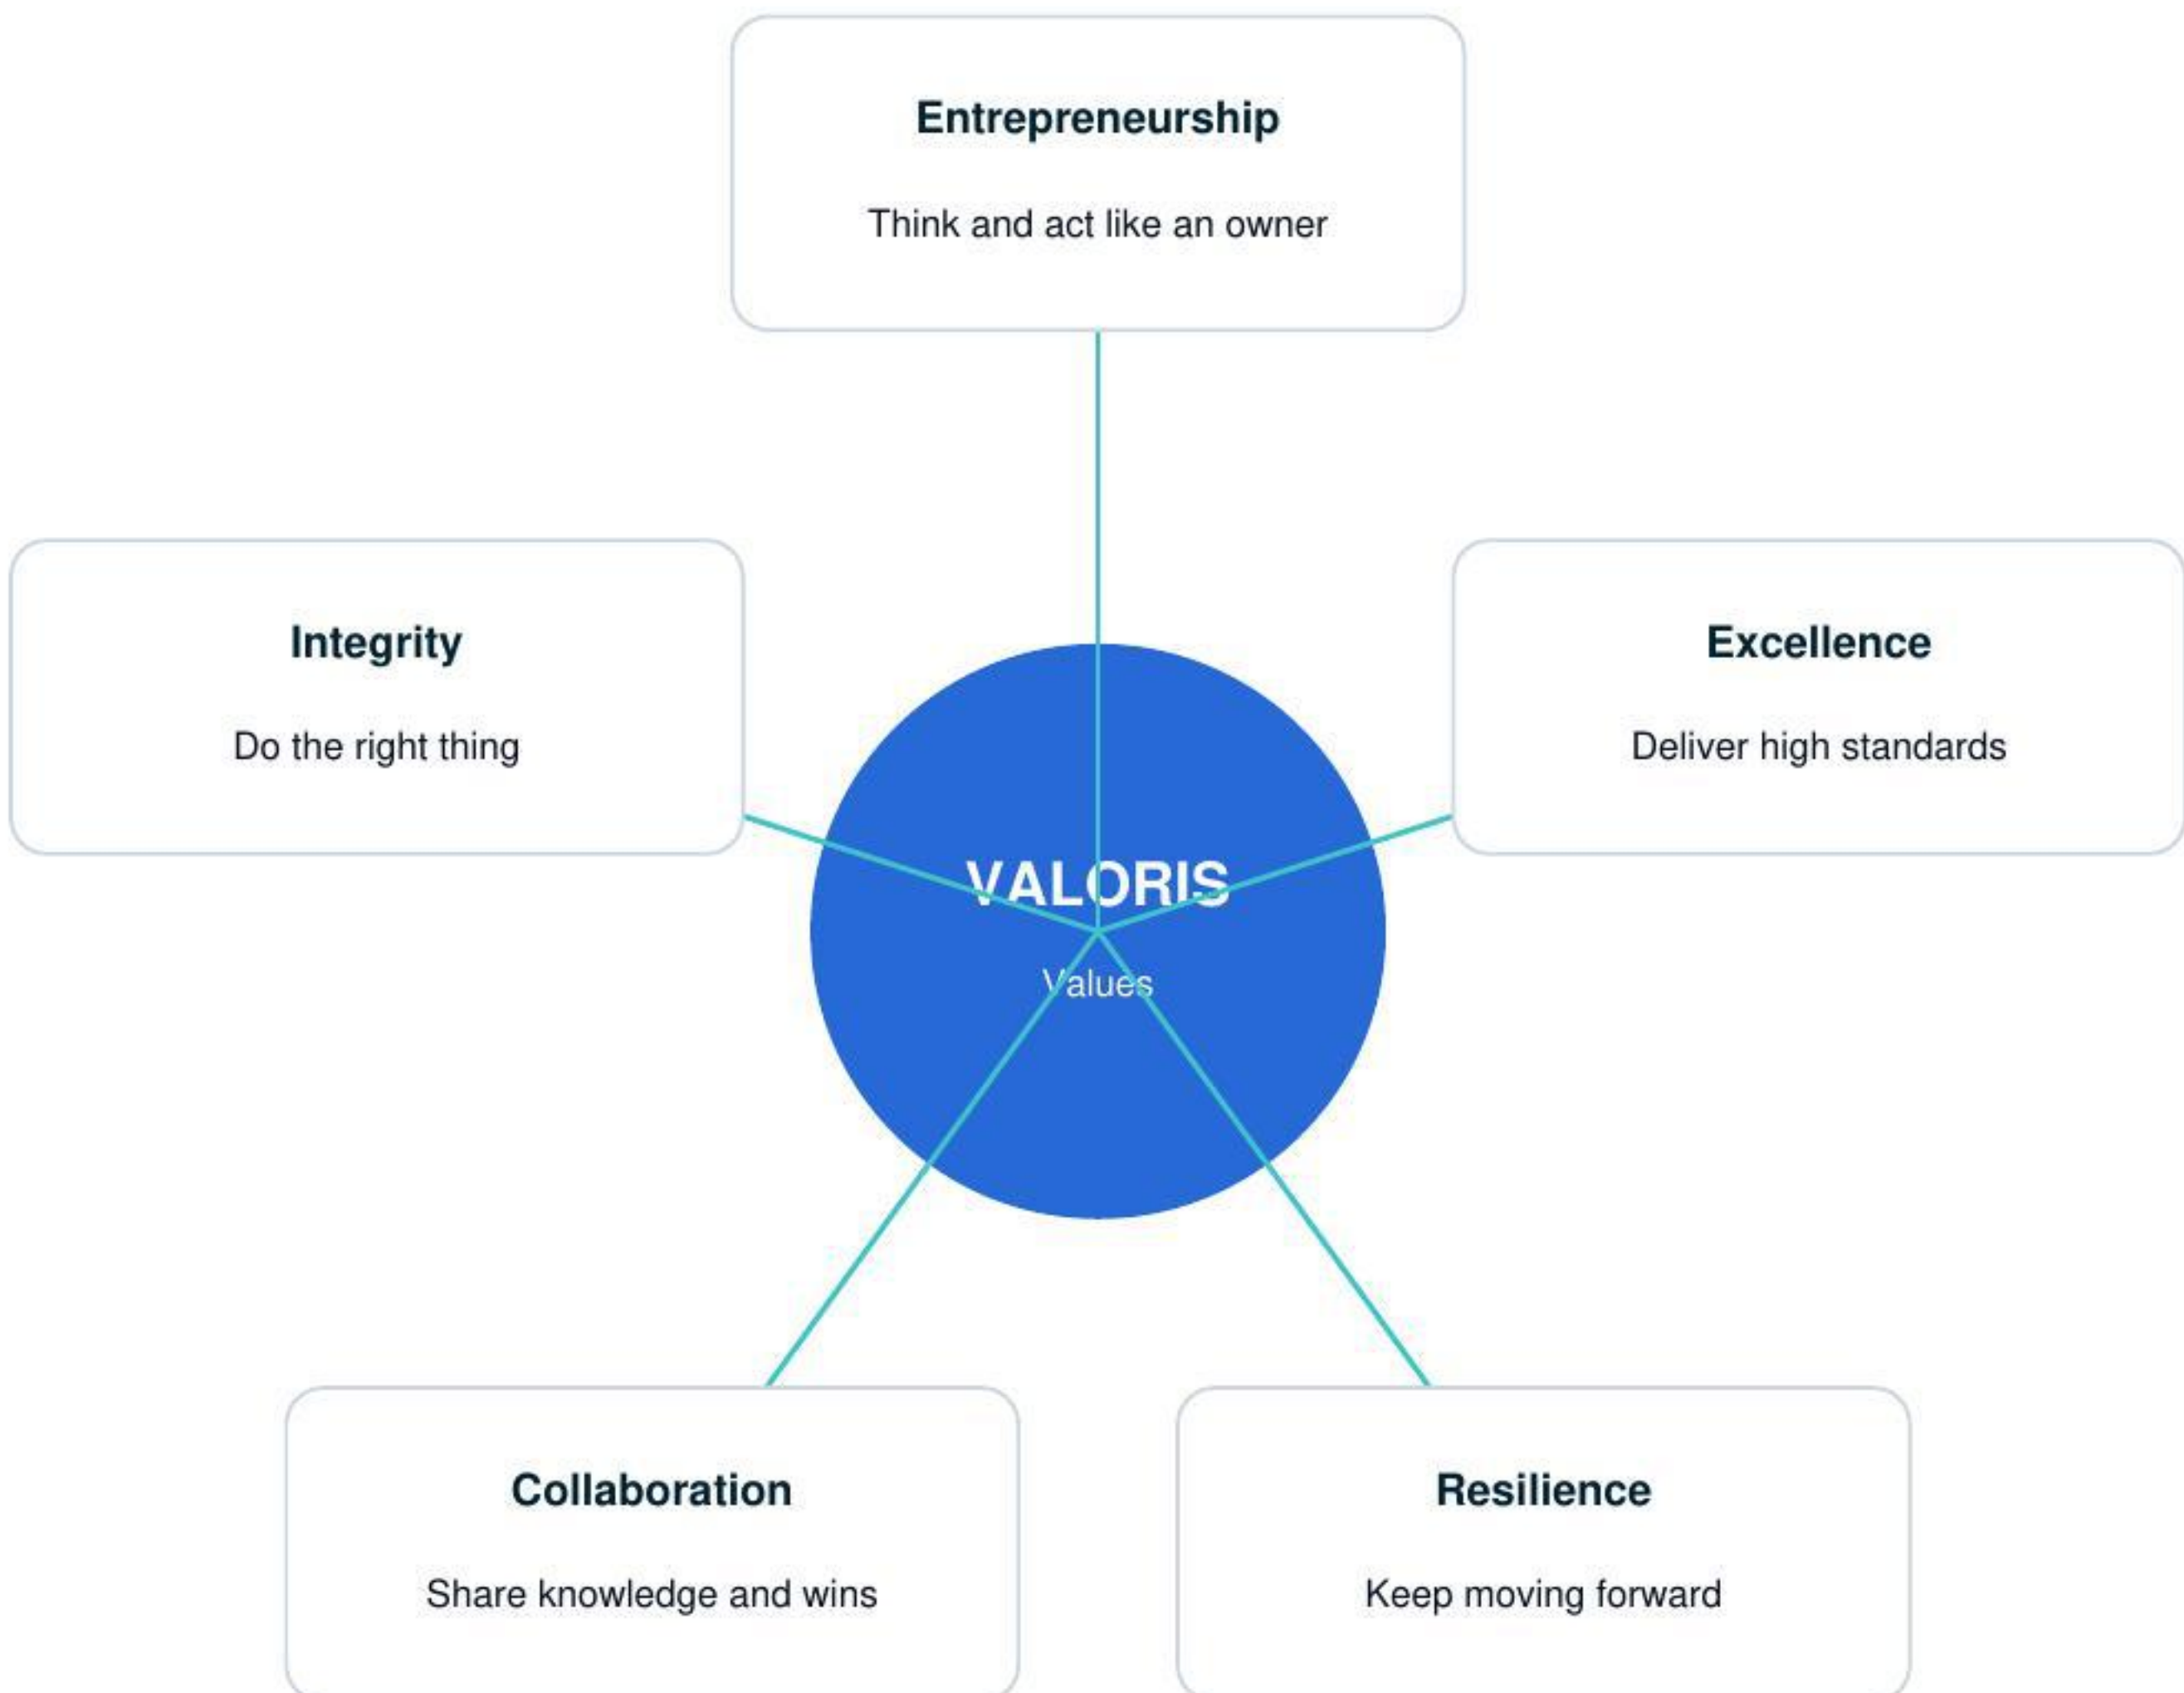 Entrepreneurship
Think and act like an owner
Integrity
Do the right thing
Excellence
Deliver high standards
VALORIS
Values
Collaboration
Share knowledge and wins
Resilience
Keep moving forward